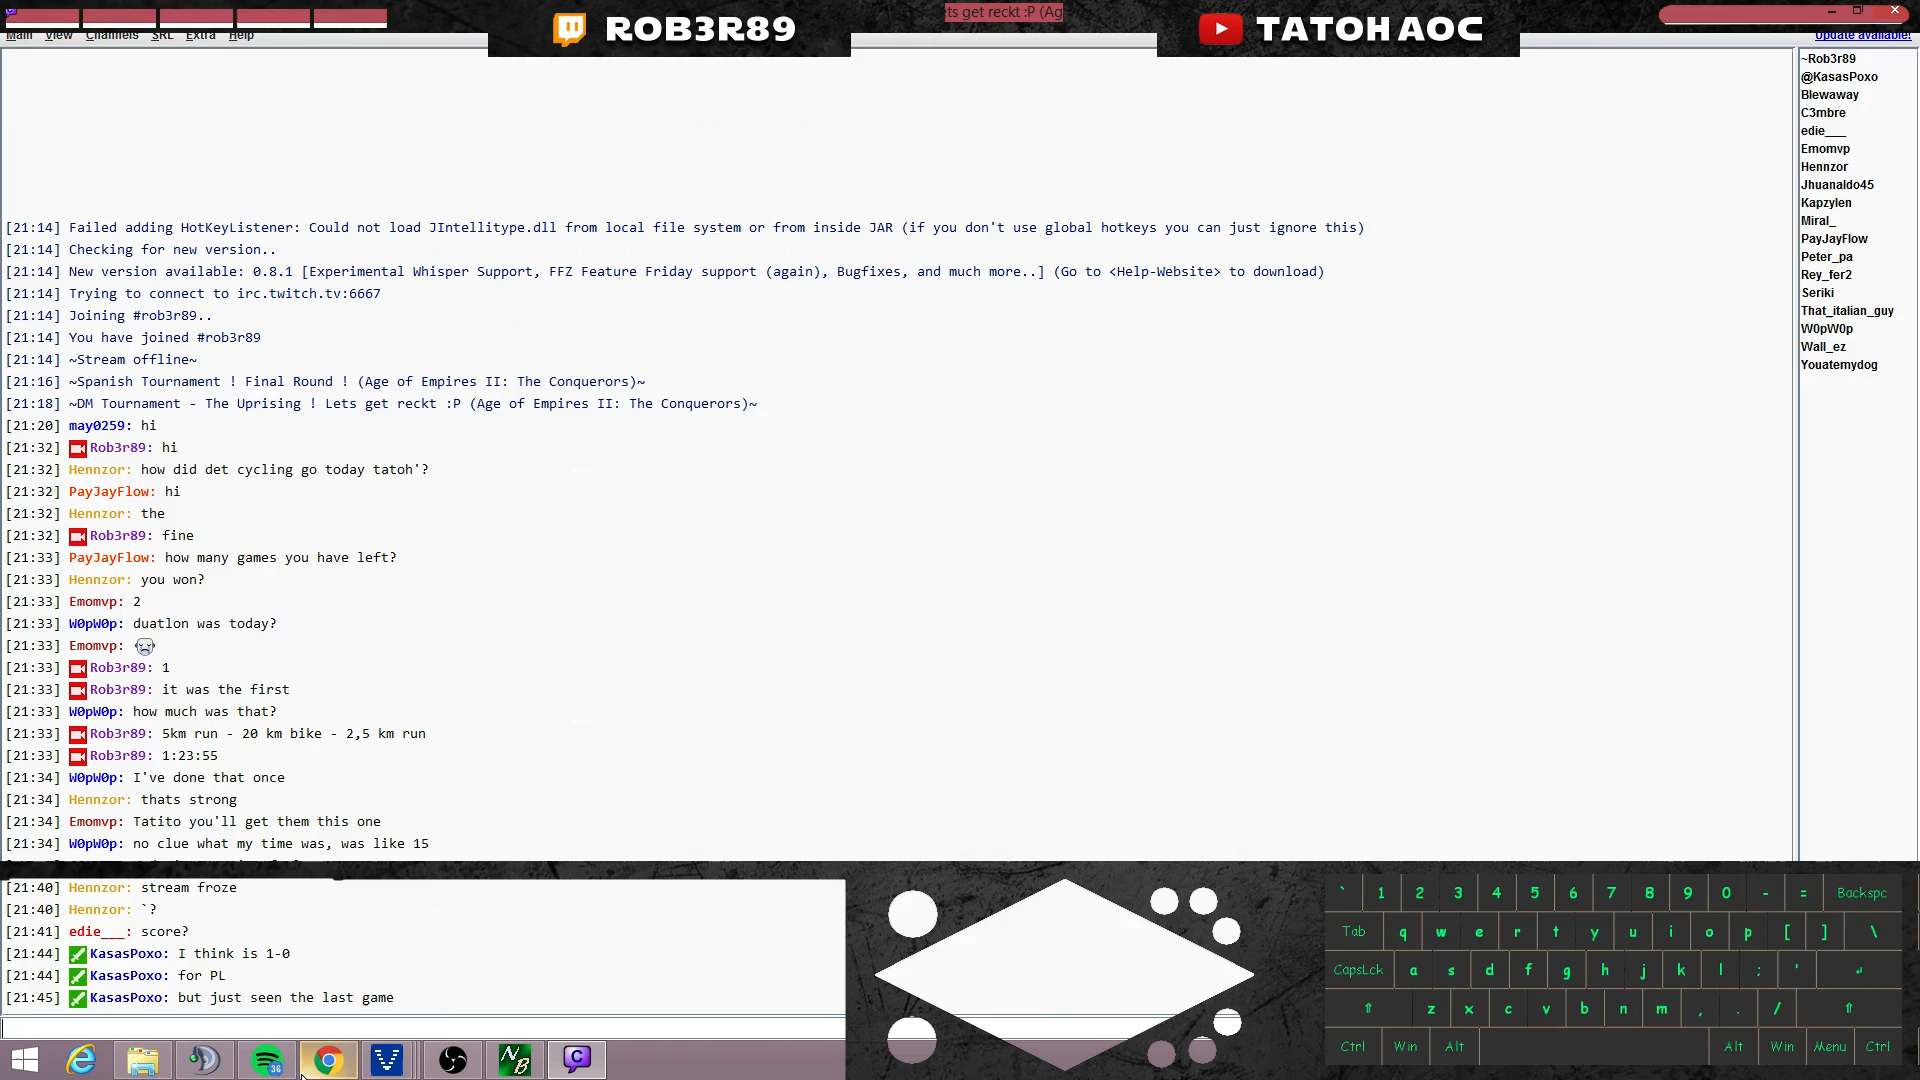 ROB3R89
ets get reckt :P (Ag
TATOH AOC
Main View Channels SRL Extra Help
Update available!
[21:14] Failed adding HotKeyListener: Could not load JIntellitype.dll from local file system or from inside JAR (if you don't use global hotkeys you can just ignore this)
[21:14] Checking for new version..
[21:14] New version available: 0.8.1 [Experimental Whisper Support, FFZ Feature Friday support (again), Bugfixes, and much more..] (Go to <Help-Website> to download)
[21:14] Trying to connect to irc.twitch.tv:6667
[21:14] Joining #rob3r89..
[21:14] You have joined #rob3r89
[21:14] ~Stream offline~
[21:16] ~Spanish Tournament ! Final Round ! (Age of Empires II: The Conquerors)~
[21:18] ~DM Tournament - The Uprising ! Lets get reckt :P (Age of Empires II: The Conquerors)~
[21:20] may0259: hi
[21:32] Rob3r89: hi
[21:32] Hennzor: how did det cycling go today tatoh'?
[21:32] PayJayFlow: hi
[21:32] Hennzor: the
[21:32] Rob3r89: fine
[21:33] PayJayFlow: how many games you have left?
[21:33] Hennzor: you won?
[21:33] Emomvp: 2
[21:33] W0pW0p: duatlon was today?
[21:33] Emomvp:
[21:33] Rob3r89: 1
[21:33] Rob3r89: it was the first
[21:33] W0pW0p: how much was that?
[21:33] Rob3r89: 5km run - 20 km bike - 2,5 km run
[21:33] Rob3r89: 1:23:55
[21:34] W0pW0p: I've done that once
[21:34] Hennzor: thats strong
[21:34] Emomvp: Tatito you'll get them this one
[21:34] W0pW0p: no clue what my time was, was like 15
[21:40] Hennzor: stream froze
[21:40] Hennzor: `?
[21:41] edie___: score?
[21:44] KasasPoxo: I think is 1-0
[21:44] KasasPoxo: for PL
[21:45] KasasPoxo: but just seen the last game
~Rob3r89
@KasasPoxo
Blewaway
C3mbre
edie___
Emomvp
Hennzor
Jhuanaldo45
Kapzylen
Miral_
PayJayFlow
Peter_pa
Rey_fer2
Seriki
That_italian_guy
W0pW0p
Wall_ez
Youatemydog
` 1 2 3 4 5 6 7 8 9 0 - = Backspc
Tab q w e r t y u i o p [ ] \
CapsLck a s d f g h j k l ; '
z x c v b n m , . /
Ctrl Win Alt Alt Win Menu Ctrl
36
V
NB
C